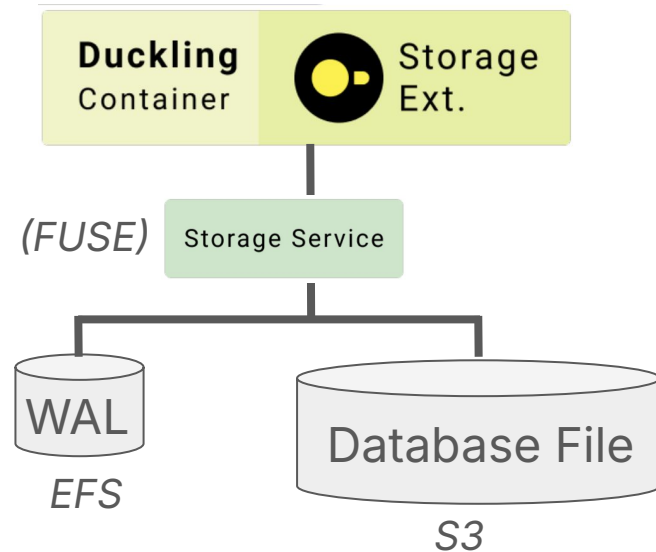 Duckling
Container
Storage
Ext.
(FUSE)
Storage Service
WAL
EFS
Database File
S3